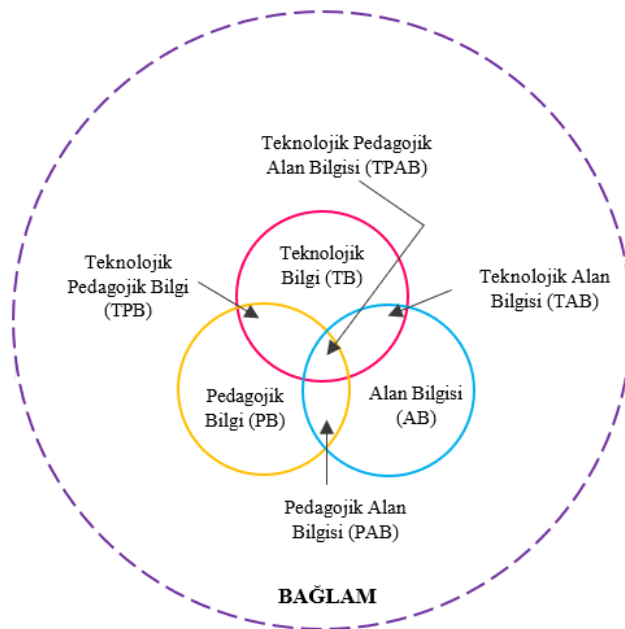 Teknolojik Pedagojik
Alan Bilgisi (TPAB)
Teknolojik
Bilgi (TB)
Teknolojik
Pedagojik Bilgi
(TPB)
Teknolojik Alan
Bilgisi (TAB)
Pedagojik
Bilgi (PB)
Alan Bilgisi
(AB)
Pedagojik Alan
Bilgisi (PAB)
BAĞLAM